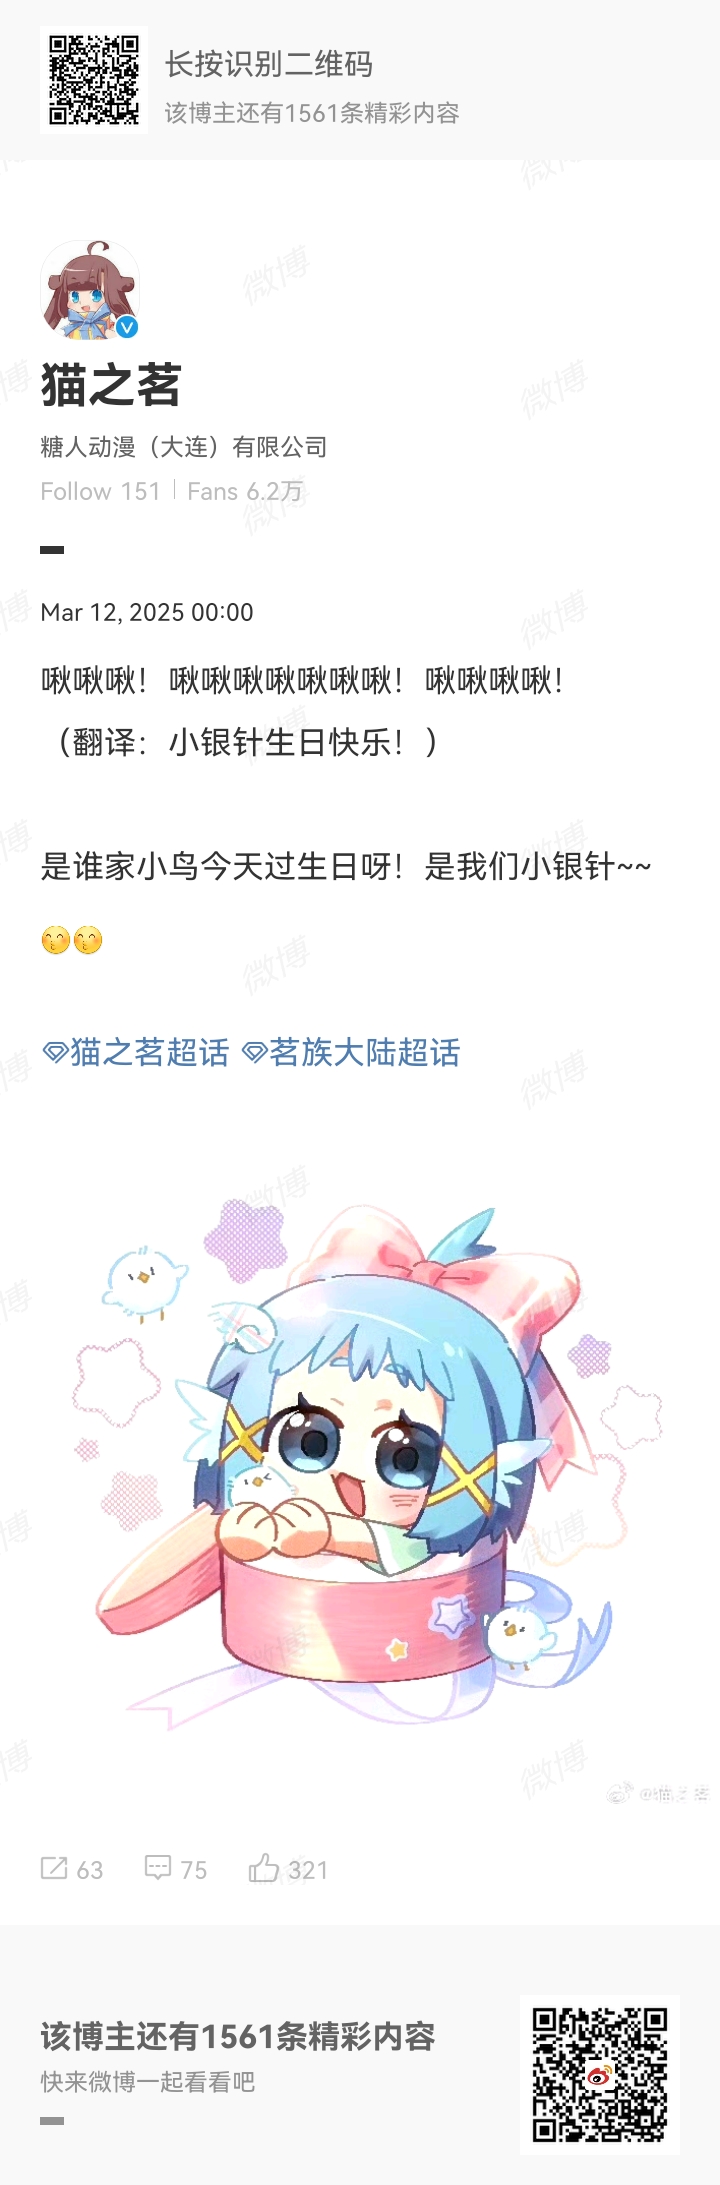 长按识别二维码
该博主还有1561条精彩内容
猫之茗
糖人动漫（大连）有限公司
Follow 151 | Fans 6.2万
Mar 12, 2025 00:00
啾啾啾！啾啾啾啾啾啾啾！啾啾啾啾！
（翻译：小银针生日快乐！）
是谁家小鸟今天过生日呀！是我们小银针~~
猫之茗超话 茗族大陆超话
@猫之茗
63 75 321
该博主还有1561条精彩内容
快来微博一起看看吧
微博